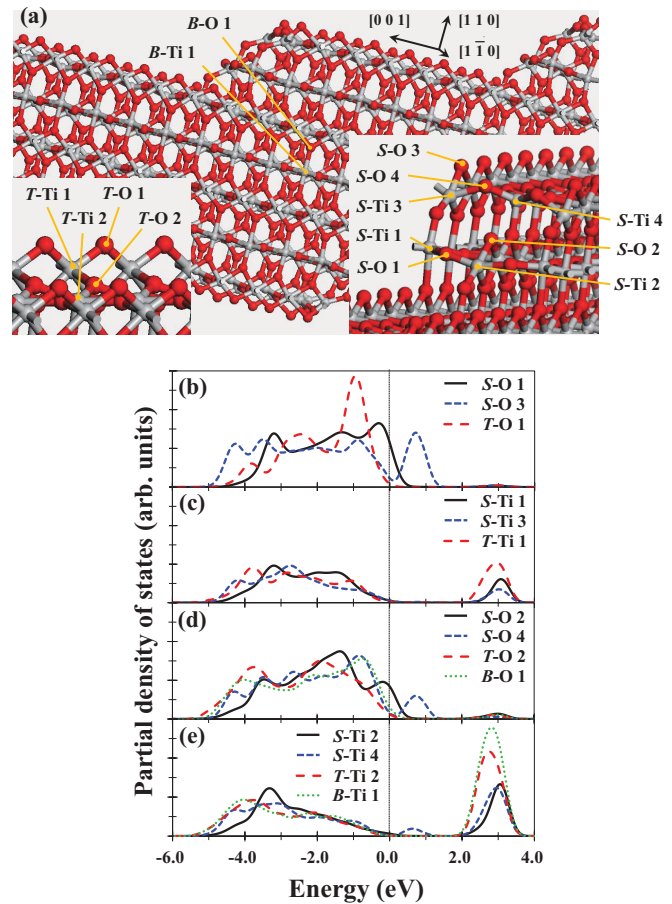 (a)
B-O 1
B-Ti 1
[0 0 1]
[1 1 0]
[1 1̅ 0]
T-Ti 1
T-O 1
T-Ti 2
T-O 2
S-O 3
S-O 4
S-Ti 3
S-Ti 4
S-Ti 1
S-O 2
S-O 1
S-Ti 2
Partial density of states (arb. units)
(b)
S-O 1
S-O 3
T-O 1
(c)
S-Ti 1
S-Ti 3
T-Ti 1
(d)
S-O 2
S-O 4
T-O 2
B-O 1
(e)
S-Ti 2
S-Ti 4
T-Ti 2
B-Ti 1
-6.0 -4.0 -2.0 0.0 2.0 4.0
Energy (eV)